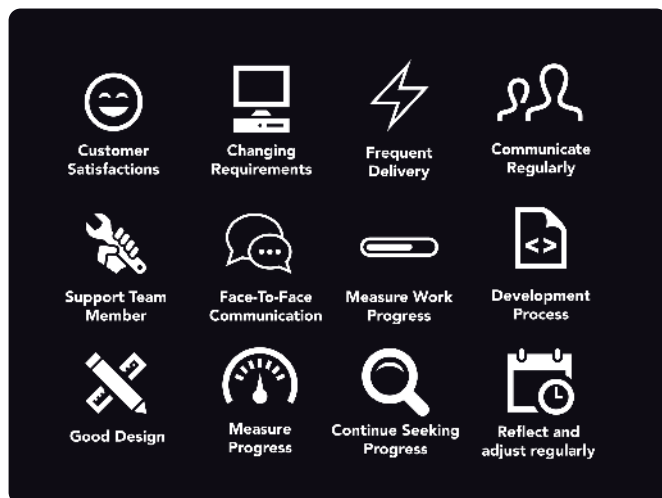 Customer
Satisfactions
Changing
Requirements
Frequent
Delivery
Communicate
Regularly
Support Team
Member
Face-To-Face
Communication
Measure Work
Progress
Development
Process
Good Design
Measure
Progress
Continue Seeking
Progress
Reflect and
adjust regularly